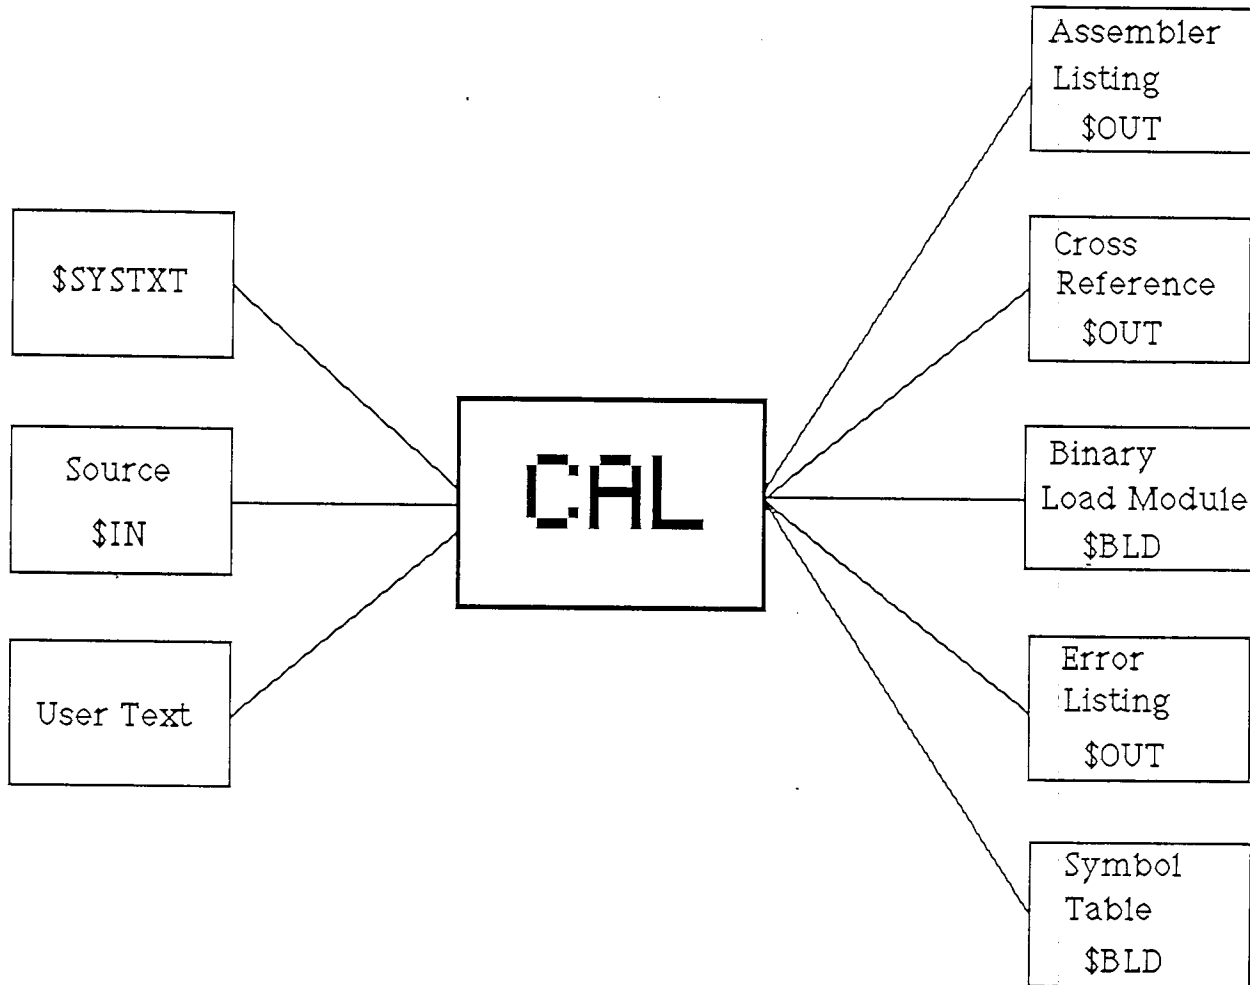 $SYSTXT
Source
$IN
User Text
CAL
Assembler
Listing
$OUT
Cross
Reference
$OUT
Binary
Load Module
$BLD
Error
Listing
$OUT
Symbol
Table
$BLD